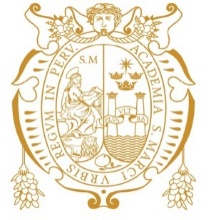 ACADEMIA S. MARCI VRBIS REGVM IN PERV.
S.M